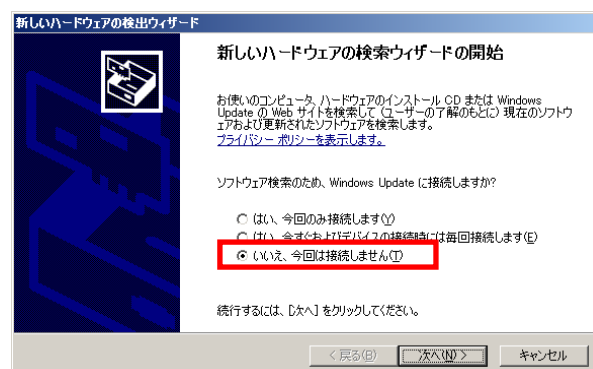 新しいハードウェアの検出ウィザード
新しいハードウェアの検索ウィザードの開始
お使いのコンピュータ、ハードウェアのインストール CD または Windows
Update の Web サイトを検索して (ユーザーの了解のもとに) 現在のソフトウ
ェアおよび更新されたソフトウェアを検索します。
プライバシー ポリシーを表示します。
ソフトウェア検索のため、Windows Update に接続しますか?
はい、今回のみ接続します(Y)
はい、今すぐおよびデバイスの接続時には毎回接続します(E)
いいえ、今回は接続しません(T)
続行するには、[次へ] をクリックしてください。
< 戻る(B) 次へ(N) > キャンセル